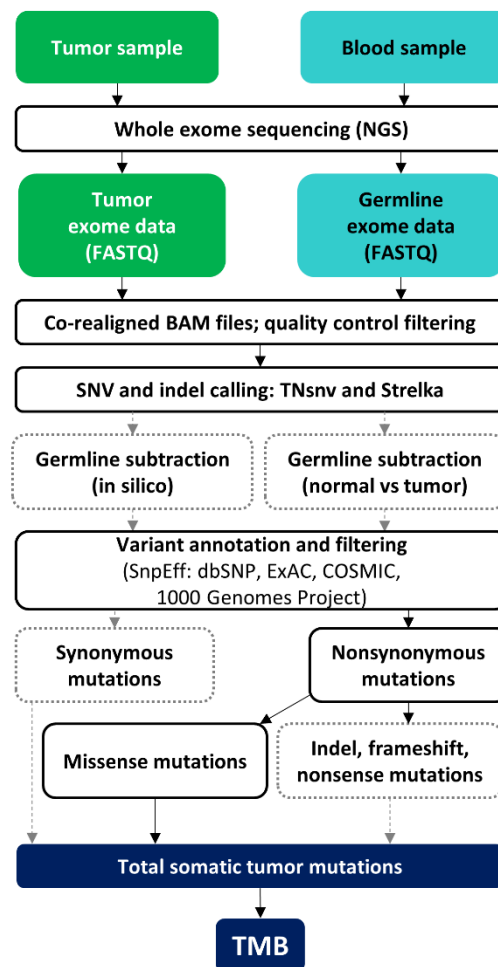 Tumor sample
Blood sample
Whole exome sequencing (NGS)
Tumor
exome data
(FASTQ)
Germline
exome data
(FASTQ)
Co-realigned BAM files; quality control filtering
SNV and indel calling: TNsnv and Strelka
Germline subtraction
(in silico)
Germline subtraction
(normal vs tumor)
Variant annotation and filtering
(SnpEff: dbSNP, ExAC, COSMIC,
1000 Genomes Project)
Synonymous
mutations
Nonsynonymous
mutations
Missense mutations
Indel, frameshift,
nonsense mutations
Total somatic tumor mutations
TMB